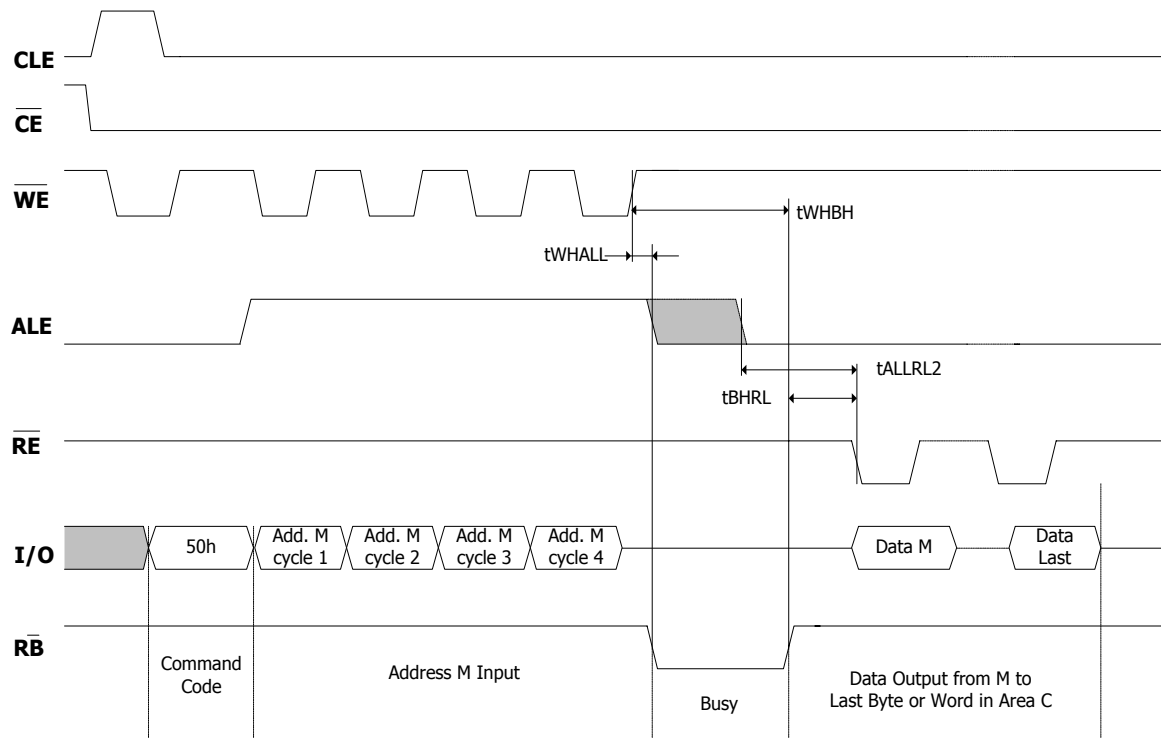 CLE
CE
WE
tWHBH
tWHALL
ALE
tALLRL2
tBHRL
RE
I/O
50h
Add. M
cycle 1
Add. M
cycle 2
Add. M
cycle 3
Add. M
cycle 4
Data M
Data
Last
RB
Command
Code
Address M Input
Busy
Data Output from M to
Last Byte or Word in Area C